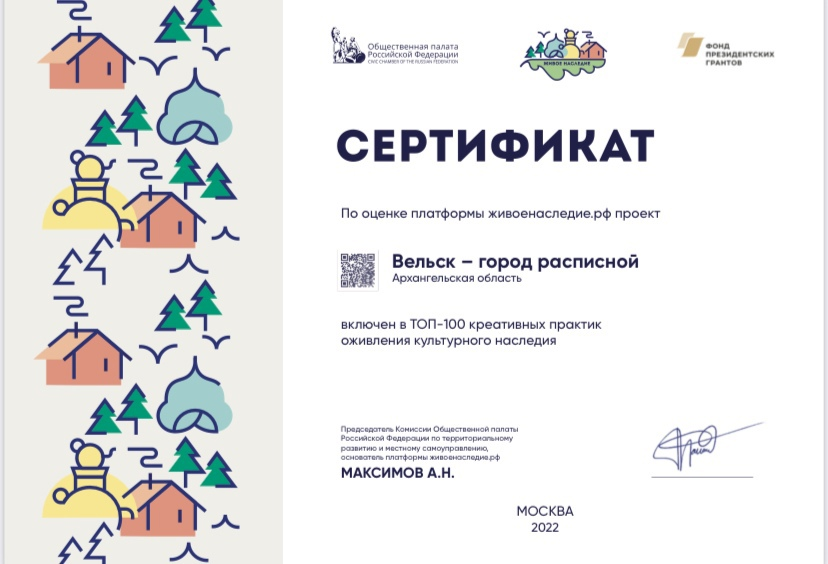 Общественная палата
Российской Федерации
CIVIC CHAMBER OF THE RUSSIAN FEDERATION
ЖИВОЕ НАСЛЕДИЕ
ФОНД
ПРЕЗИДЕНТСКИХ
ГРАНТОВ
СЕРТИФИКАТ
По оценке платформы живоенаследие.рф проект
Вельск – город расписной
Архангельская область
включен в ТОП-100 креативных практик
оживления культурного наследия
Председатель Комиссии Общественной палаты
Российской Федерации по территориальному
развитию и местному самоуправлению,
основатель платформы живоенаследие.рф
МАКСИМОВ А.Н.
МОСКВА
2022